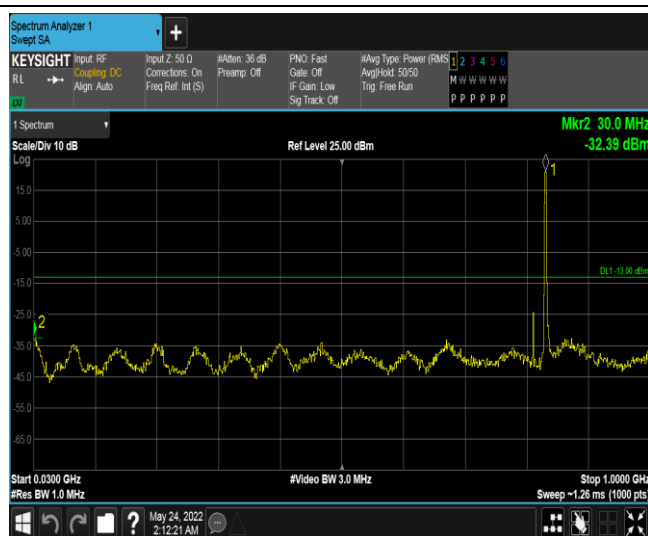 Spectrum Analyzer 1
Swept SA
+
KEYSIGHT
RL
LXI
Input: RF
Coupling: DC
Align: Auto
Input Z: 50 Ω
Corrections: On
Freq Ref: Int (S)
#Atten: 36 dB
Preamp: Off
PNO: Fast
Gate: Off
IF Gain: Low
Sig Track: Off
#Avg Type: Power (RMS
Avg|Hold: 50/50
Trig: Free Run
1 2 3 4 5 6
M W W W W W
P P P P P P
1 Spectrum
Mkr2 30.0 MHz
Scale/Div 10 dB
Ref Level 25.00 dBm
-32.39 dBm
Log
1
15.0
5.00
-5.00
DL1 -13.00 dBm
-15.0
-25.0
2
-35.0
-45.0
-55.0
-65.0
Start 0.0300 GHz
#Video BW 3.0 MHz
Stop 1.0000 GHz
#Res BW 1.0 MHz
Sweep ~1.26 ms (1000 pts)
?
May 24, 2022
2:12:21 AM